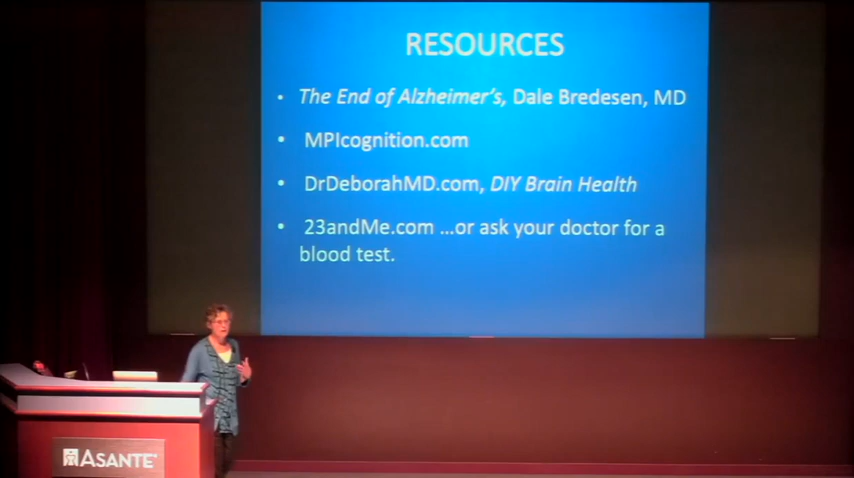 RESOURCES
• The End of Alzheimer's, Dale Bredesen, MD
• MPIcognition.com
• DrDeborahMD.com, DIY Brain Health
• 23andMe.com ...or ask your doctor for a
blood test.
ASANTE